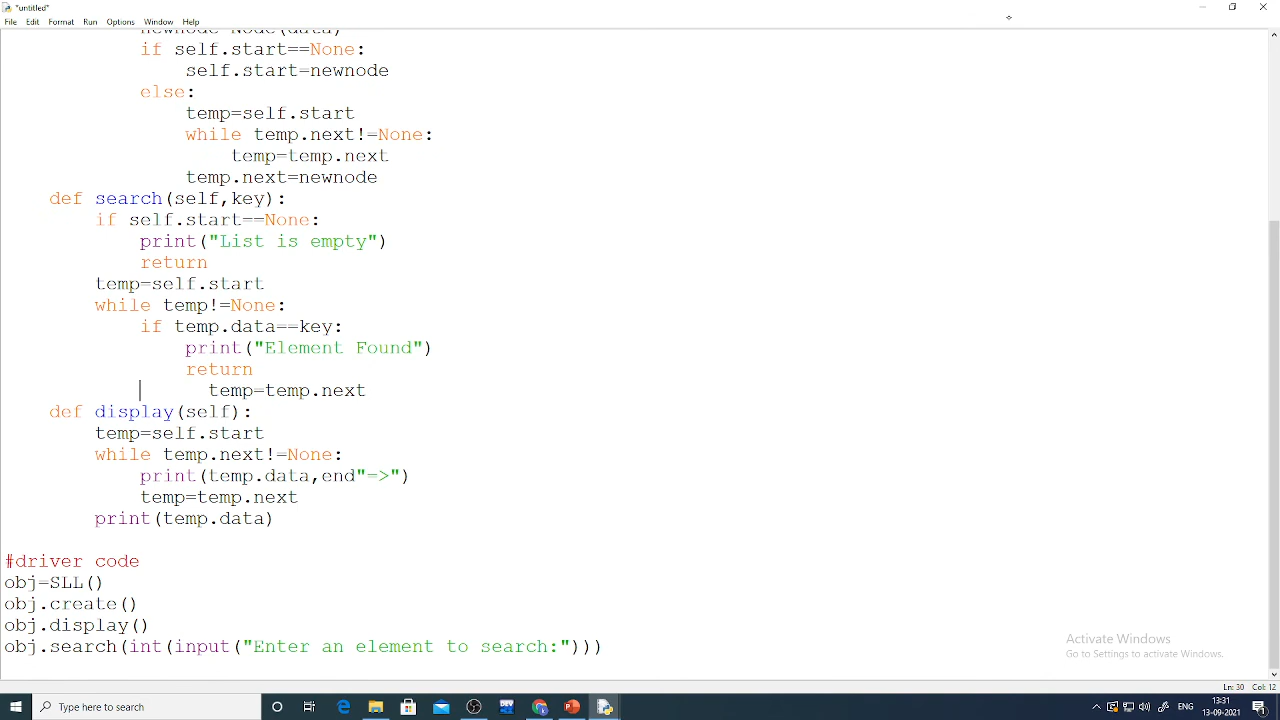 *untitled*
File Edit Format Run Options Window Help
newnode=Node(data)
if self.start==None:
self.start=newnode
else:
temp=self.start
while temp.next!=None:
temp=temp.next
temp.next=newnode
def search(self,key):
if self.start==None:
print("List is empty")
return
temp=self.start
while temp!=None:
if temp.data==key:
print("Element Found")
return
temp=temp.next
def display(self):
temp=self.start
while temp.next!=None:
print(temp.data,end"=>")
temp=temp.next
print(temp.data)
#driver code
obj=SLL()
obj.create()
obj.display()
obj.search(int(input("Enter an element to search:")))
Activate Windows
Go to Settings to activate Windows.
Ln: 30 Col: 12
Type here to search
ENG
13:31
13-09-2021